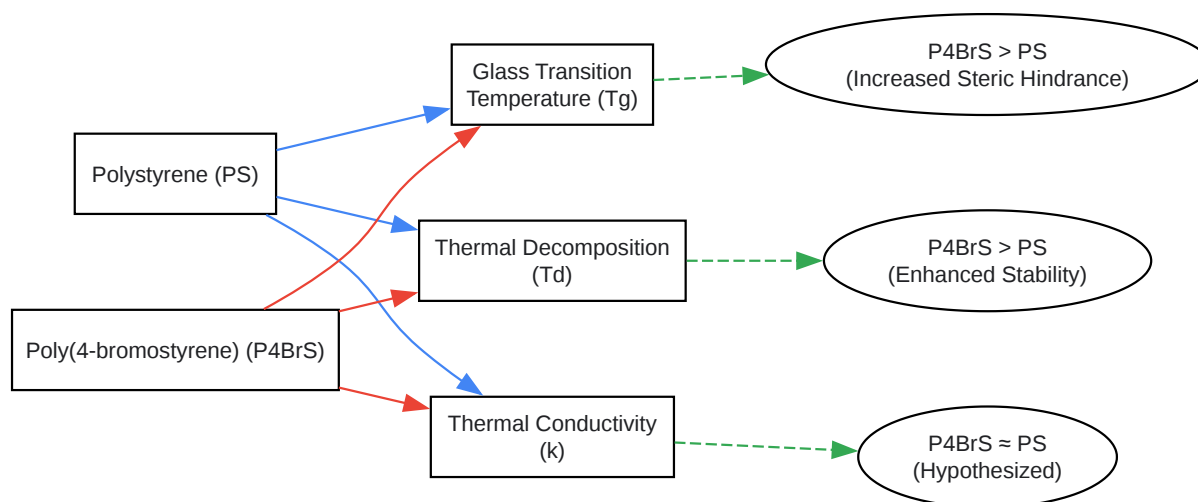 Polystyrene (PS)
Poly(4-bromostyrene) (P4BrS)
Glass Transition
Temperature (Tg)
Thermal Decomposition
(Td)
Thermal Conductivity
(k)
P4BrS > PS
(Increased Steric Hindrance)
P4BrS > PS
(Enhanced Stability)
P4BrS ≈ PS
(Hypothesized)